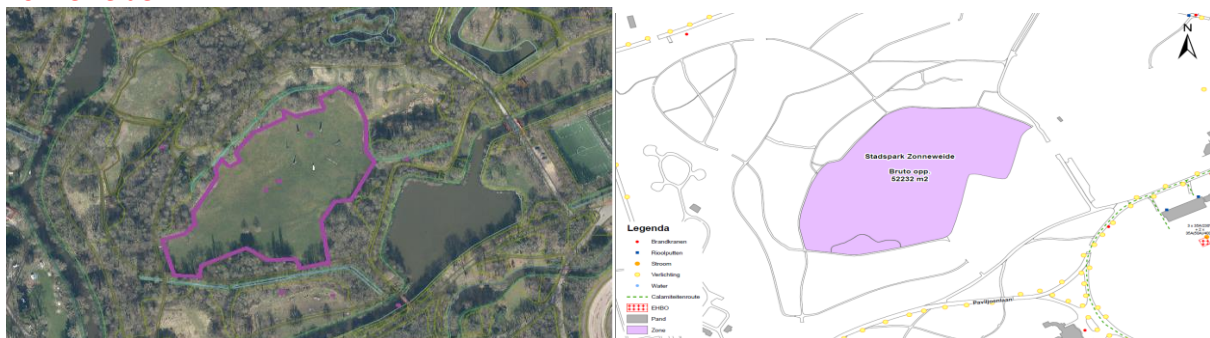 N
Stadspark Zonneweide
Bruto opp
52232 m2
Legenda
Brandkranen
Rioolputten
Stroom
Verlichting
Water
Calamiteitenroute
EHBO
Pand
Zone
Paviljoenlaan